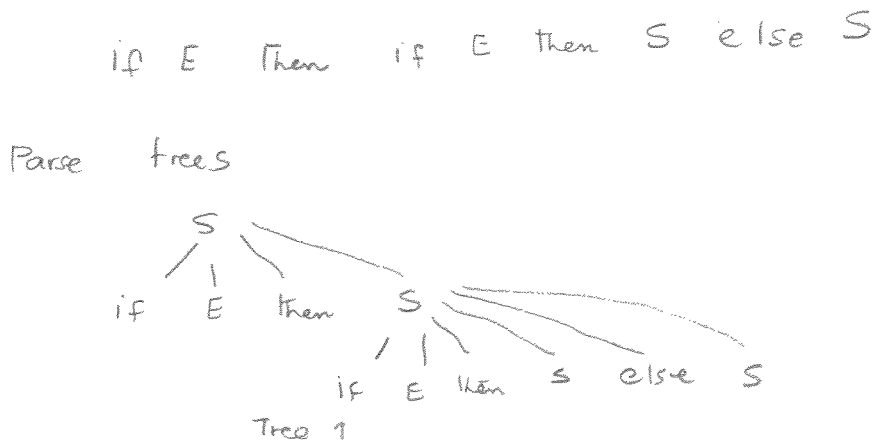 if E then if E then S else S
Parse trees
S
if E then S
if E then S else S
Tree 1